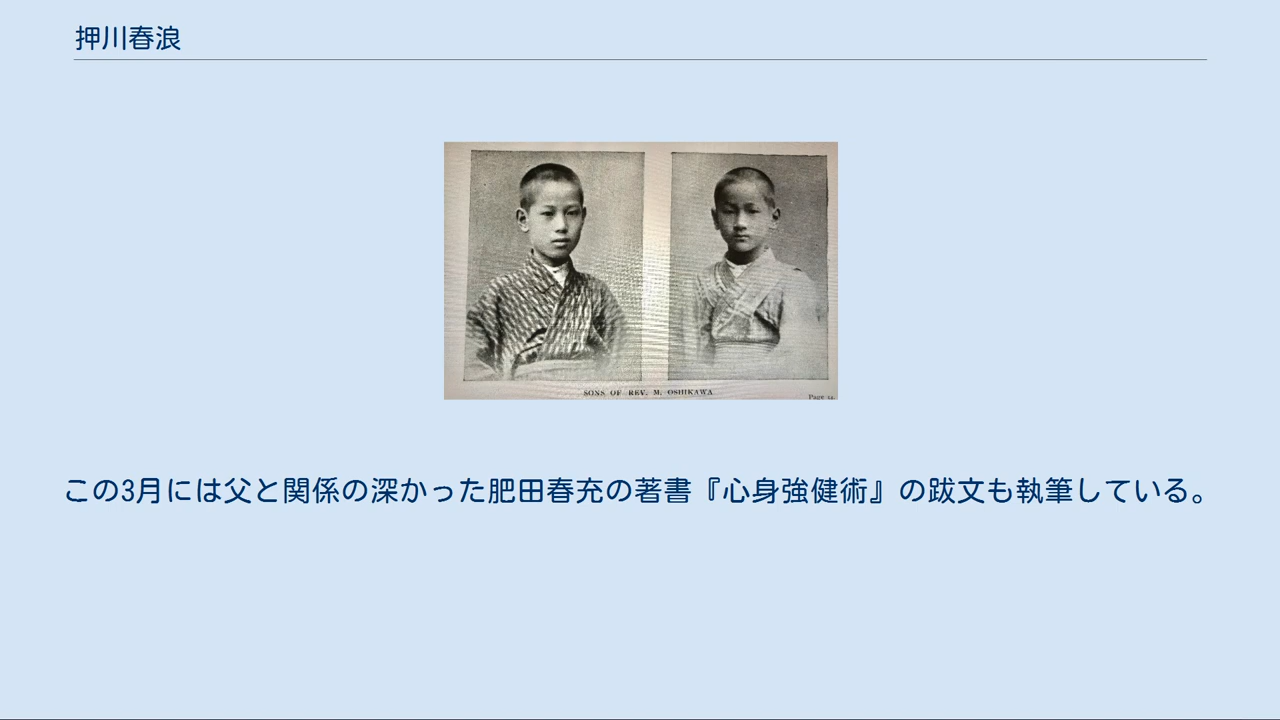 押川春浪
SONS OF REV. M. OSHIKAWA
Page 14.
この3月には父と関係の深かった肥田春充の著書『心身強健術』の跋文も執筆している。